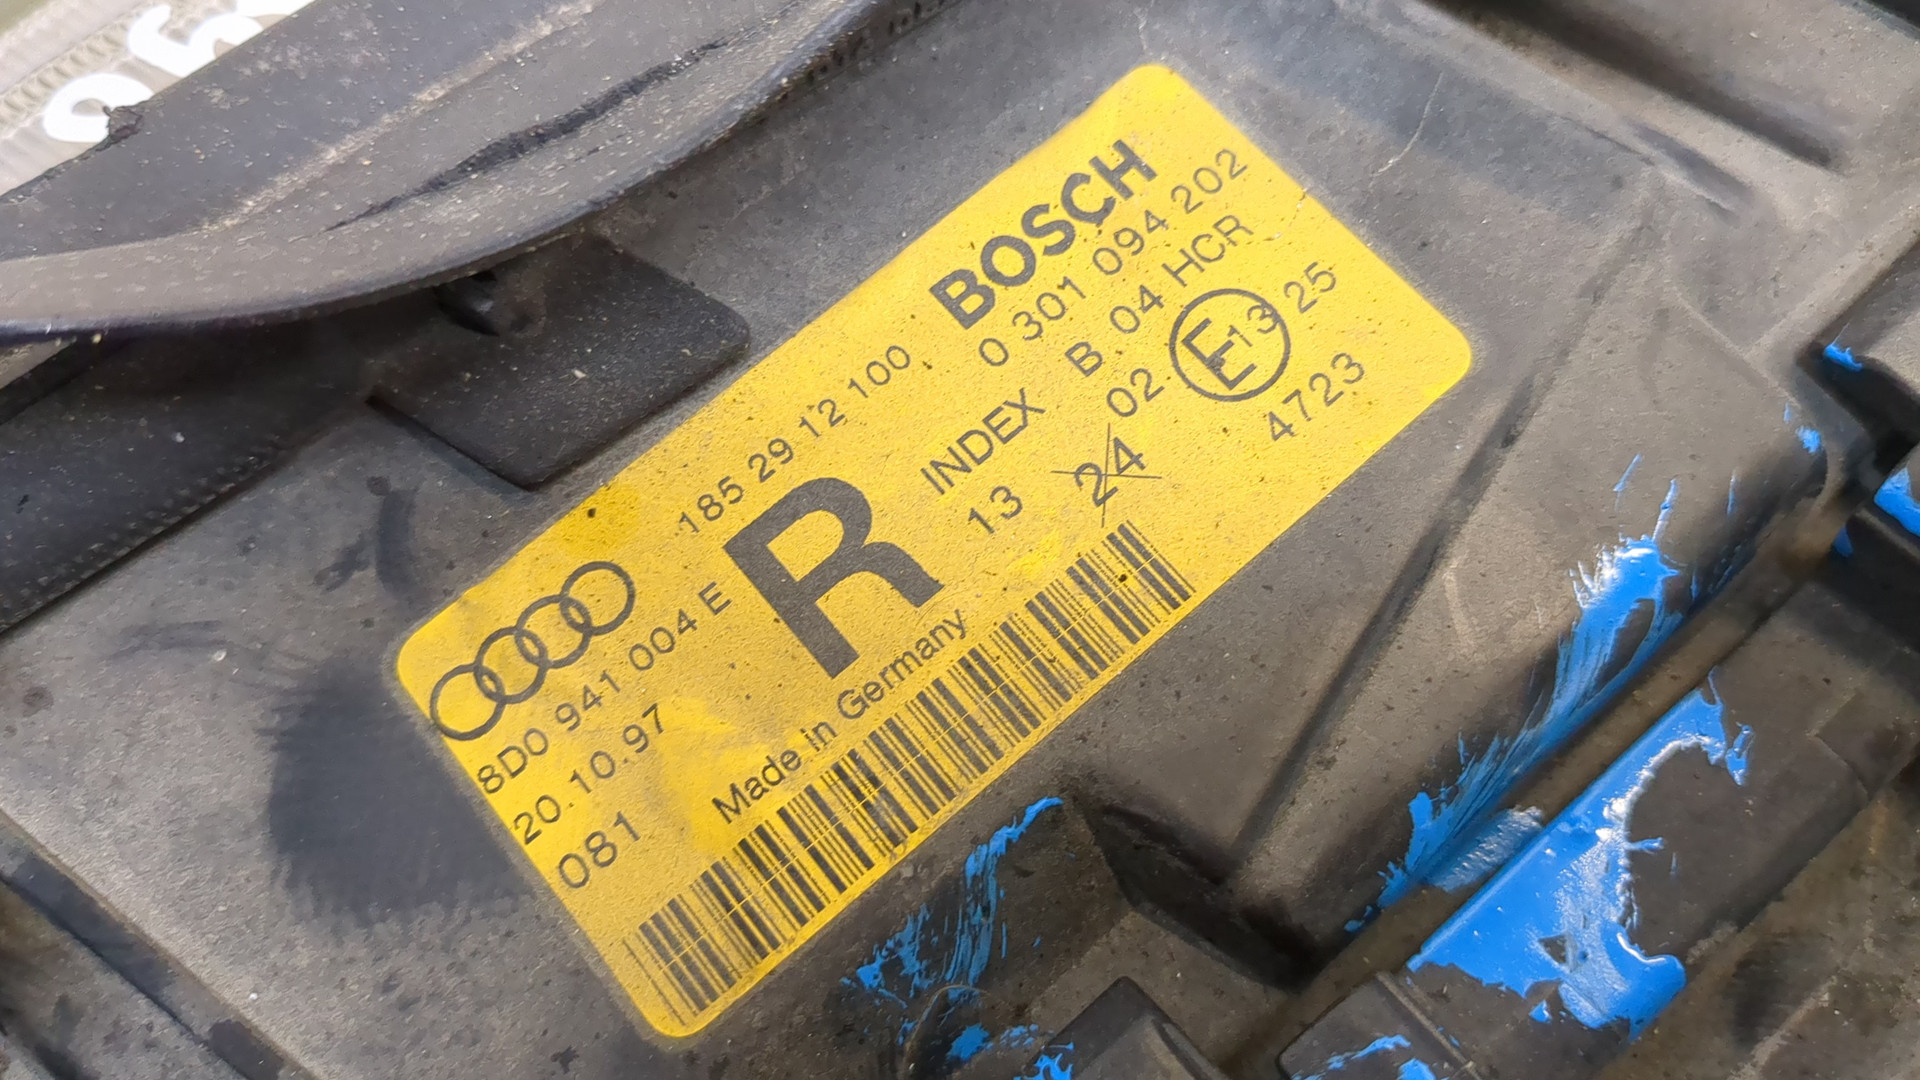 BOSCH
0 301 094 202
185 29 12 100
INDEX B 04 HCR
R
13 24 02 E 13 25
4723
8D0 941 004 E
20.10.97
081
Made in Germany